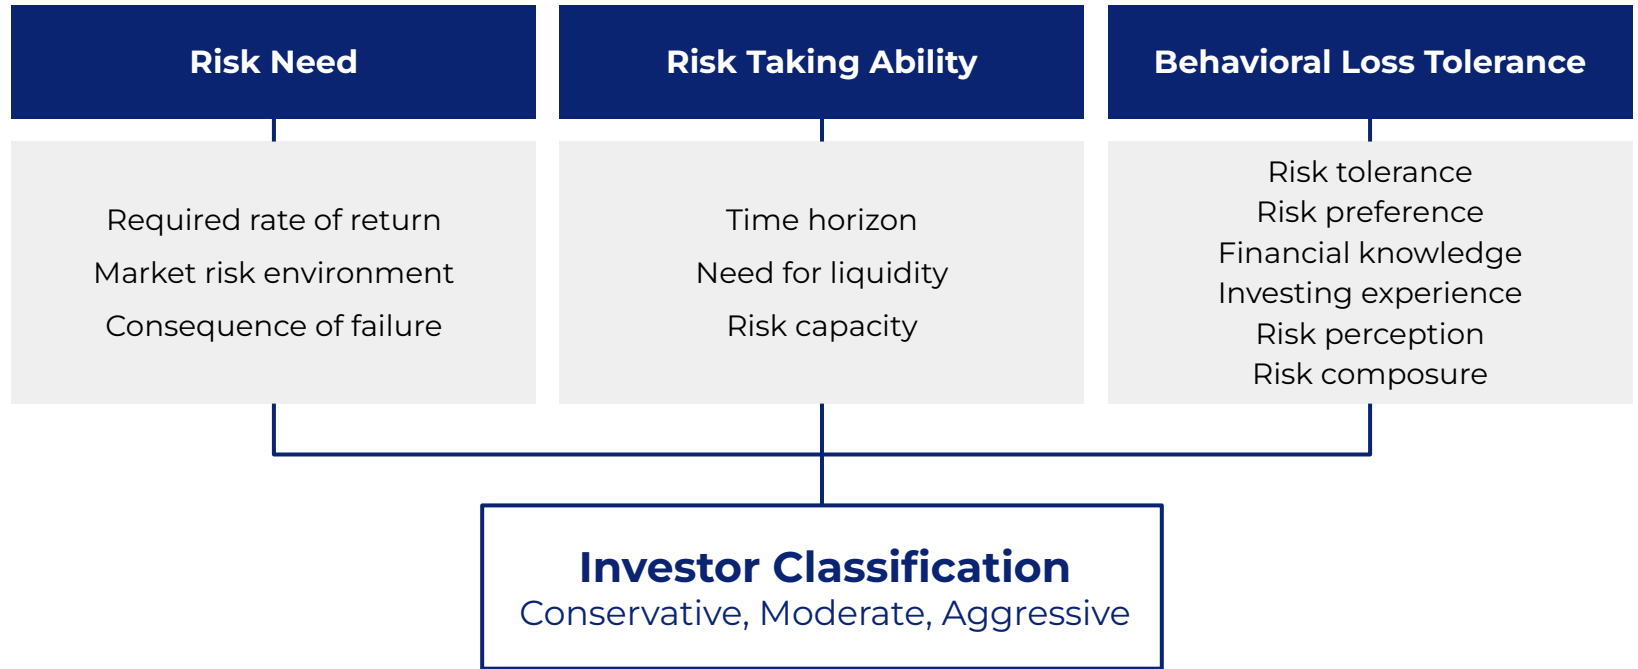 Risk Need
Required rate of return
Market risk environment
Consequence of failure
Risk Taking Ability
Time horizon
Need for liquidity
Risk capacity
Behavioral Loss Tolerance
Risk tolerance
Risk preference
Financial knowledge
Investing experience
Risk perception
Risk composure
Investor Classification
Conservative, Moderate, Aggressive